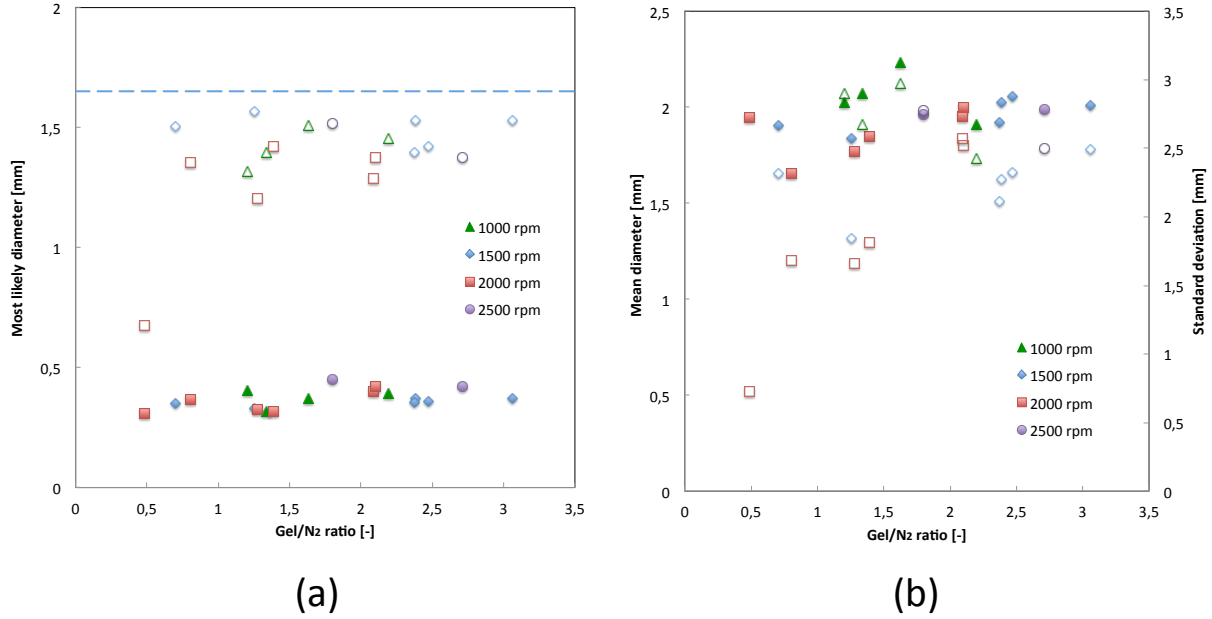 2
1,5
1
0,5
0
Most likely diameter [mm]
1000 rpm
1500 rpm
2000 rpm
2500 rpm
0 0,5 1 1,5 2 2,5 3 3,5
Gel/N2 ratio [-]
(a)
2,5
2
1,5
1
0,5
0
Mean diameter [mm]
3,5
3
2,5
2
1,5
1
0,5
0
Standard deviation [mm]
1000 rpm
1500 rpm
2000 rpm
2500 rpm
0 0,5 1 1,5 2 2,5 3 3,5
Gel/N2 ratio [-]
(b)